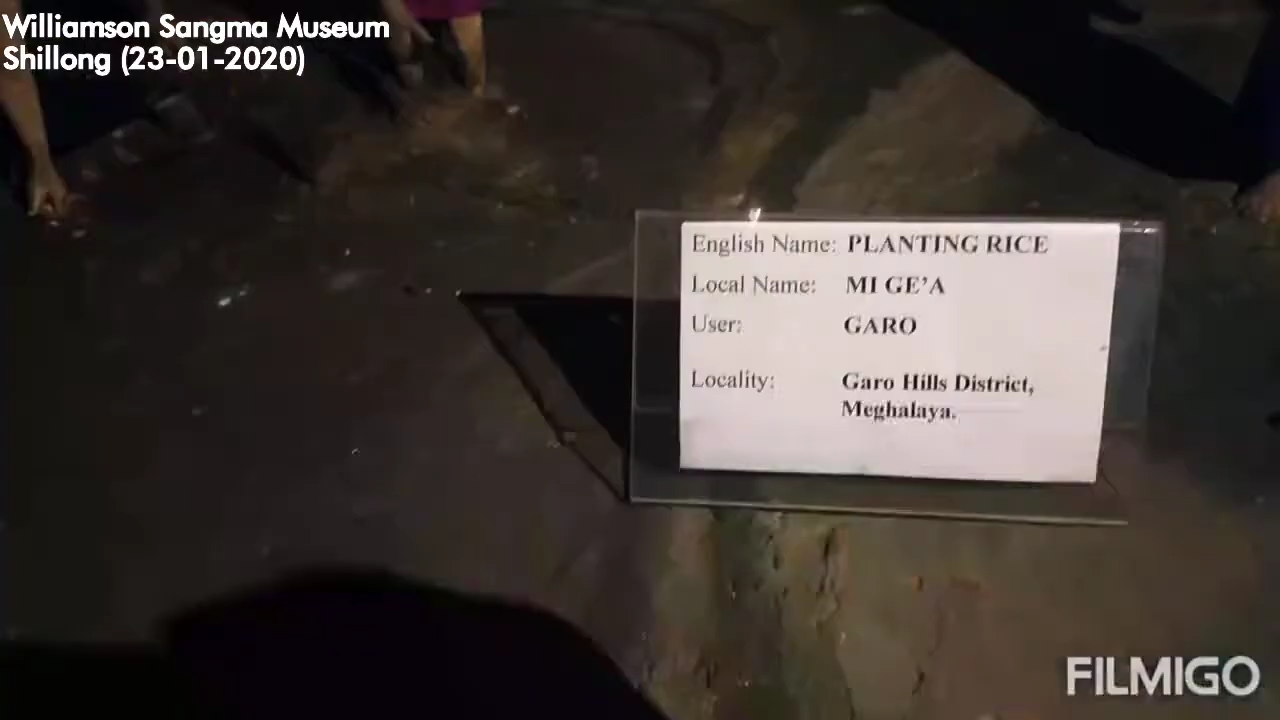 Williamson Sangma Museum
Shillong (23-01-2020)
English Name: PLANTING RICE
Local Name: MI GE'A
User: GARO
Locality: Garo Hills District,
Meghalaya.
FILMIGO